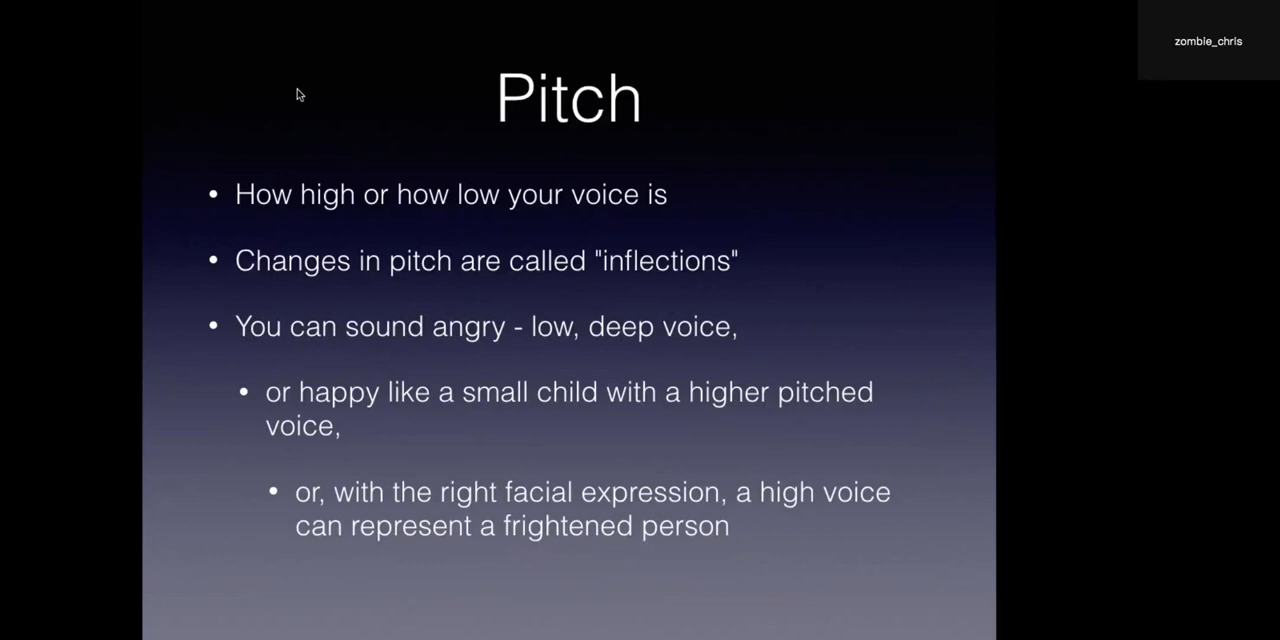 zombie_chris
Pitch
• How high or how low your voice is
• Changes in pitch are called "inflections"
• You can sound angry - low, deep voice,
• or happy like a small child with a higher pitched
voice,
• or, with the right facial expression, a high voice
can represent a frightened person